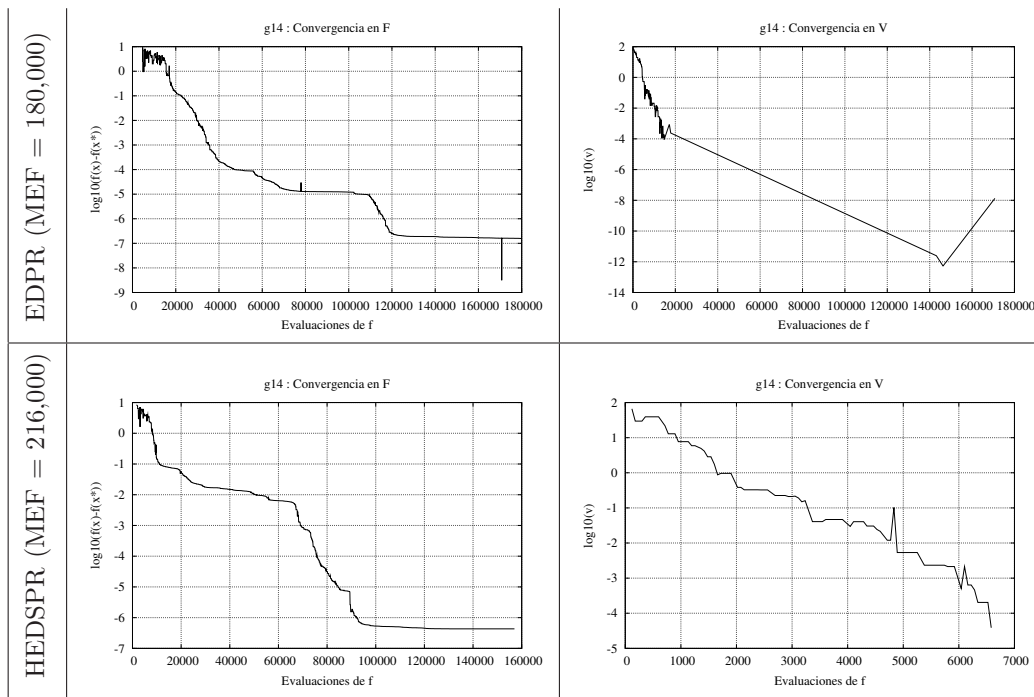 EDPR (MEF = 180,000)
g14 : Convergencia en F
log10(f(x)-f(x*))
1
0
-1
-2
-3
-4
-5
-6
-7
-8
-9
0 20000 40000 60000 80000 100000 120000 140000 160000 180000
Evaluaciones de f
g14 : Convergencia en V
log10(v)
2
0
-2
-4
-6
-8
-10
-12
-14
0 20000 40000 60000 80000 100000 120000 140000 160000 180000
Evaluaciones de f
HEDSPR (MEF = 216,000)
g14 : Convergencia en F
log10(f(x)-f(x*))
1
0
-1
-2
-3
-4
-5
-6
-7
0 20000 40000 60000 80000 100000 120000 140000 160000
Evaluaciones de f
g14 : Convergencia en V
log10(v)
2
1
0
-1
-2
-3
-4
-5
0 1000 2000 3000 4000 5000 6000 7000
Evaluaciones de f